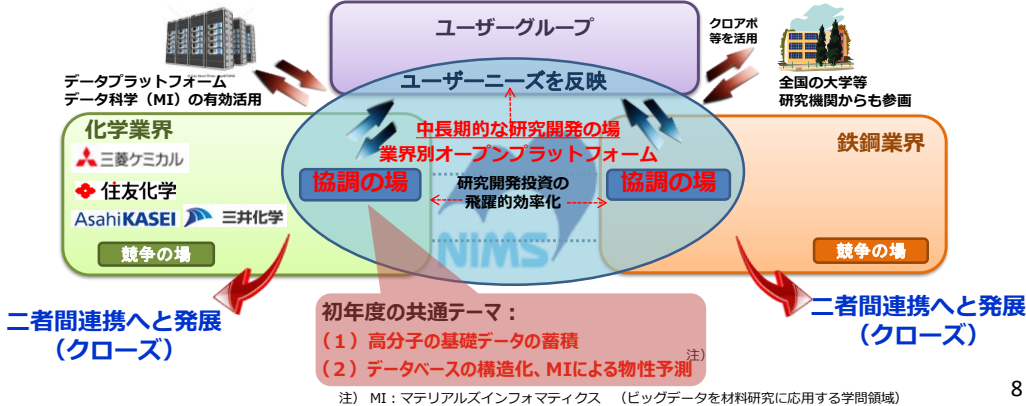 ユーザーグループ
クロアポ
等を活用
データプラットフォーム
データ科学（MI）の有効活用
ユーザーニーズを反映
全国の大学等
研究機関からも参画
化学業界
三菱ケミカル
住友化学
AsahiKASEI
三井化学
競争の場
中長期的な研究開発の場
業界別オープンプラットフォーム
協調の場
研究開発投資の
飛躍的効率化
協調の場
NIMS
鉄鋼業界
競争の場
二者間連携へと発展
（クローズ）
二者間連携へと発展
（クローズ）
初年度の共通テーマ：
（１）高分子の基礎データの蓄積
（２）データベースの構造化、MIによる物性予測 注）
注） MI：マテリアルズインフォマティクス （ビッグデータを材料研究に応用する学問領域）
8